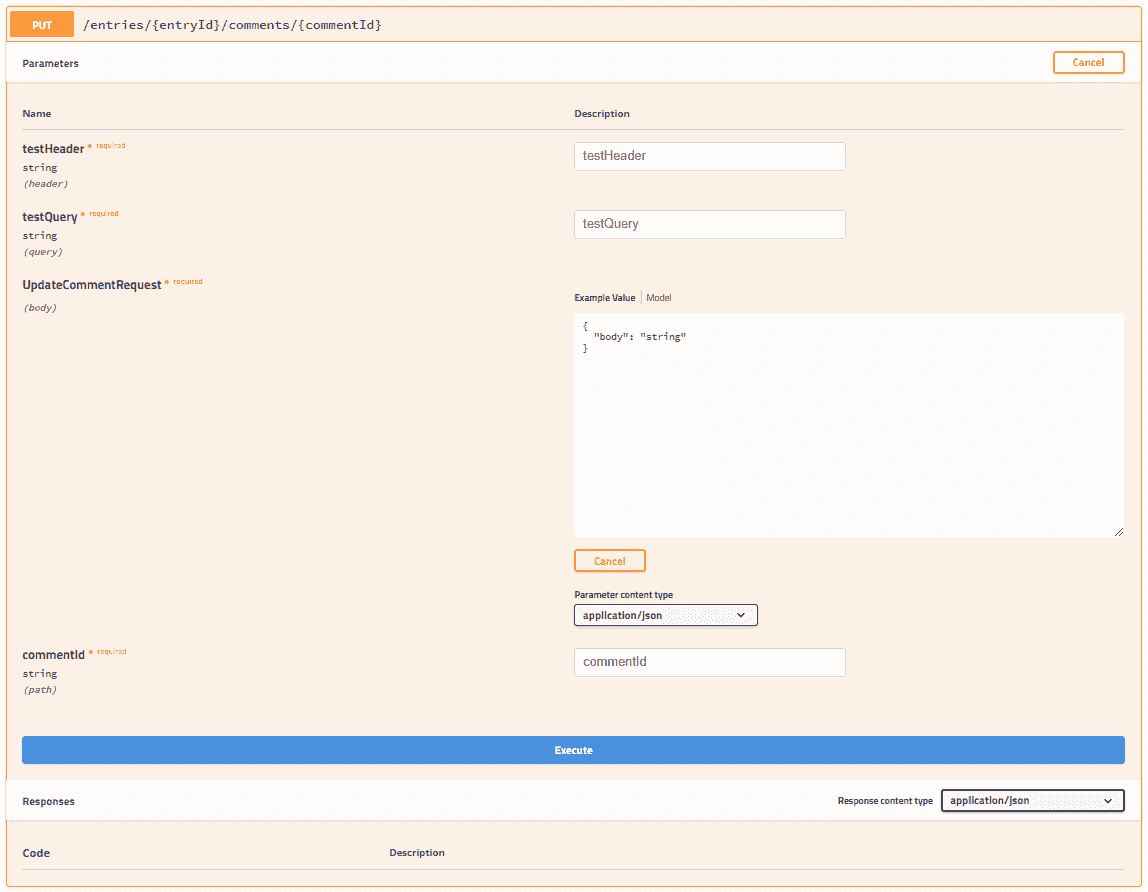 PUT /entries/{entryId}/comments/{commentId}
Parameters Cancel
Name Description
testHeader * required
string
(header)
testHeader
testQuery * required
string
(query)
testQuery
UpdateCommentRequest * required
(body)
Example Value Model
{
"body": "string"
}
Cancel
Parameter content type
application/json
commentId * required
string
(path)
commentId
Execute
Responses Response content type application/json
Code Description